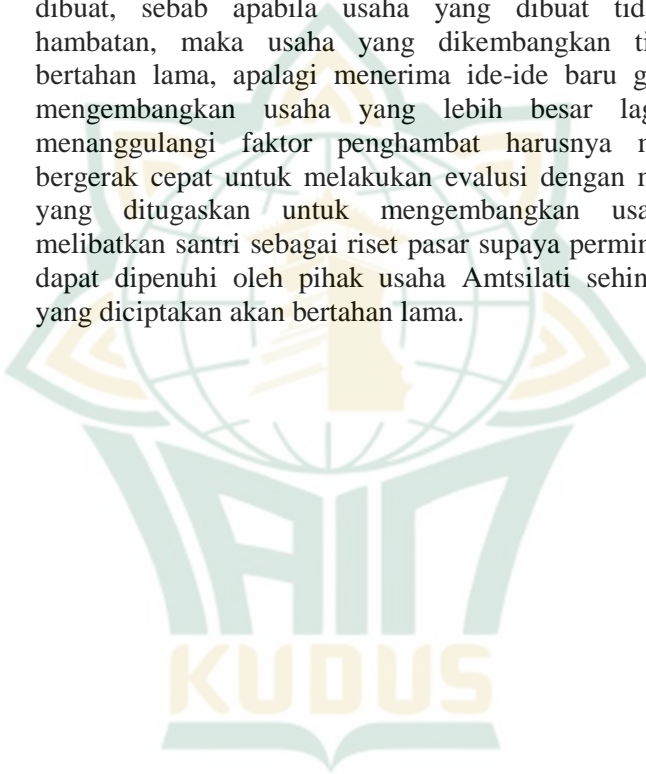 dibuat, sebab apabila usaha yang dibuat
hambatan, maka usaha yang dikembangkan
bertahan lama, apalagi menerima ide-ide baru
mengembangkan usaha yang lebih besar
menanggulangi faktor penghambat harusnya
bergerak cepat untuk melakukan evalusi dengan
yang ditugaskan untuk mengembangkan
melibatkan santri sebagai riset pasar supaya
dapat dipenuhi oleh pihak usaha Amtsilati
yang diciptakan akan bertahan lama.
IAIN
KUDUS